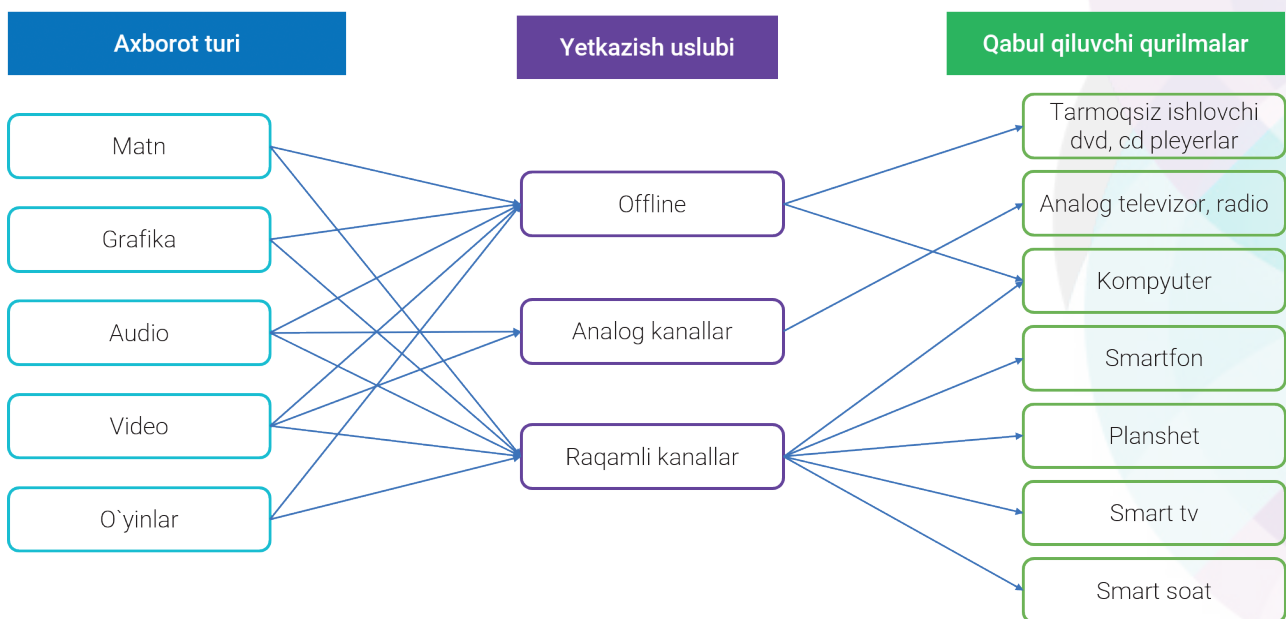 Axborot turi
Yetkazish uslubi
Qabul qiluvchi qurilmalar
Matn
Grafika
Audio
Video
O`yinlar
Offline
Analog kanallar
Raqamli kanallar
Tarmoqsiz ishlovchi
dvd, cd pleyerlar
Analog televizor, radio
Kompyuter
Smartfon
Planshet
Smart tv
Smart soat